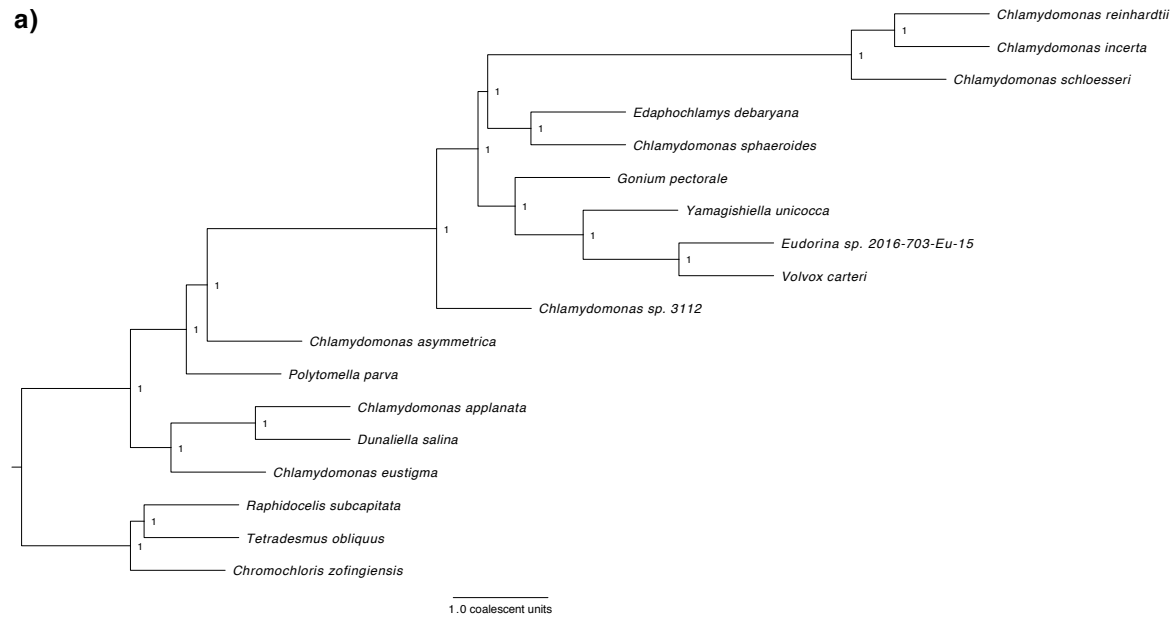 a)
Chlamydomonas reinhardtii
1
Chlamydomonas incerta
1
Chlamydomonas schloesseri
1
Edaphochlamys debaryana
1
Chlamydomonas sphaeroides
1
Gonium pectorale
1
Yamagishiella unicocca
1
Eudorina sp. 2016-703-Eu-15
1
Volvox carteri
1
1
Chlamydomonas sp. 3112
1
Chlamydomonas asymmetrica
1
Polytomella parva
1
Chlamydomonas applanata
1
Dunaliella salina
1
Chlamydomonas eustigma
Raphidocelis subcapitata
1
Tetradesmus obliquus
1
Chromochloris zofingiensis
1.0 coalescent units